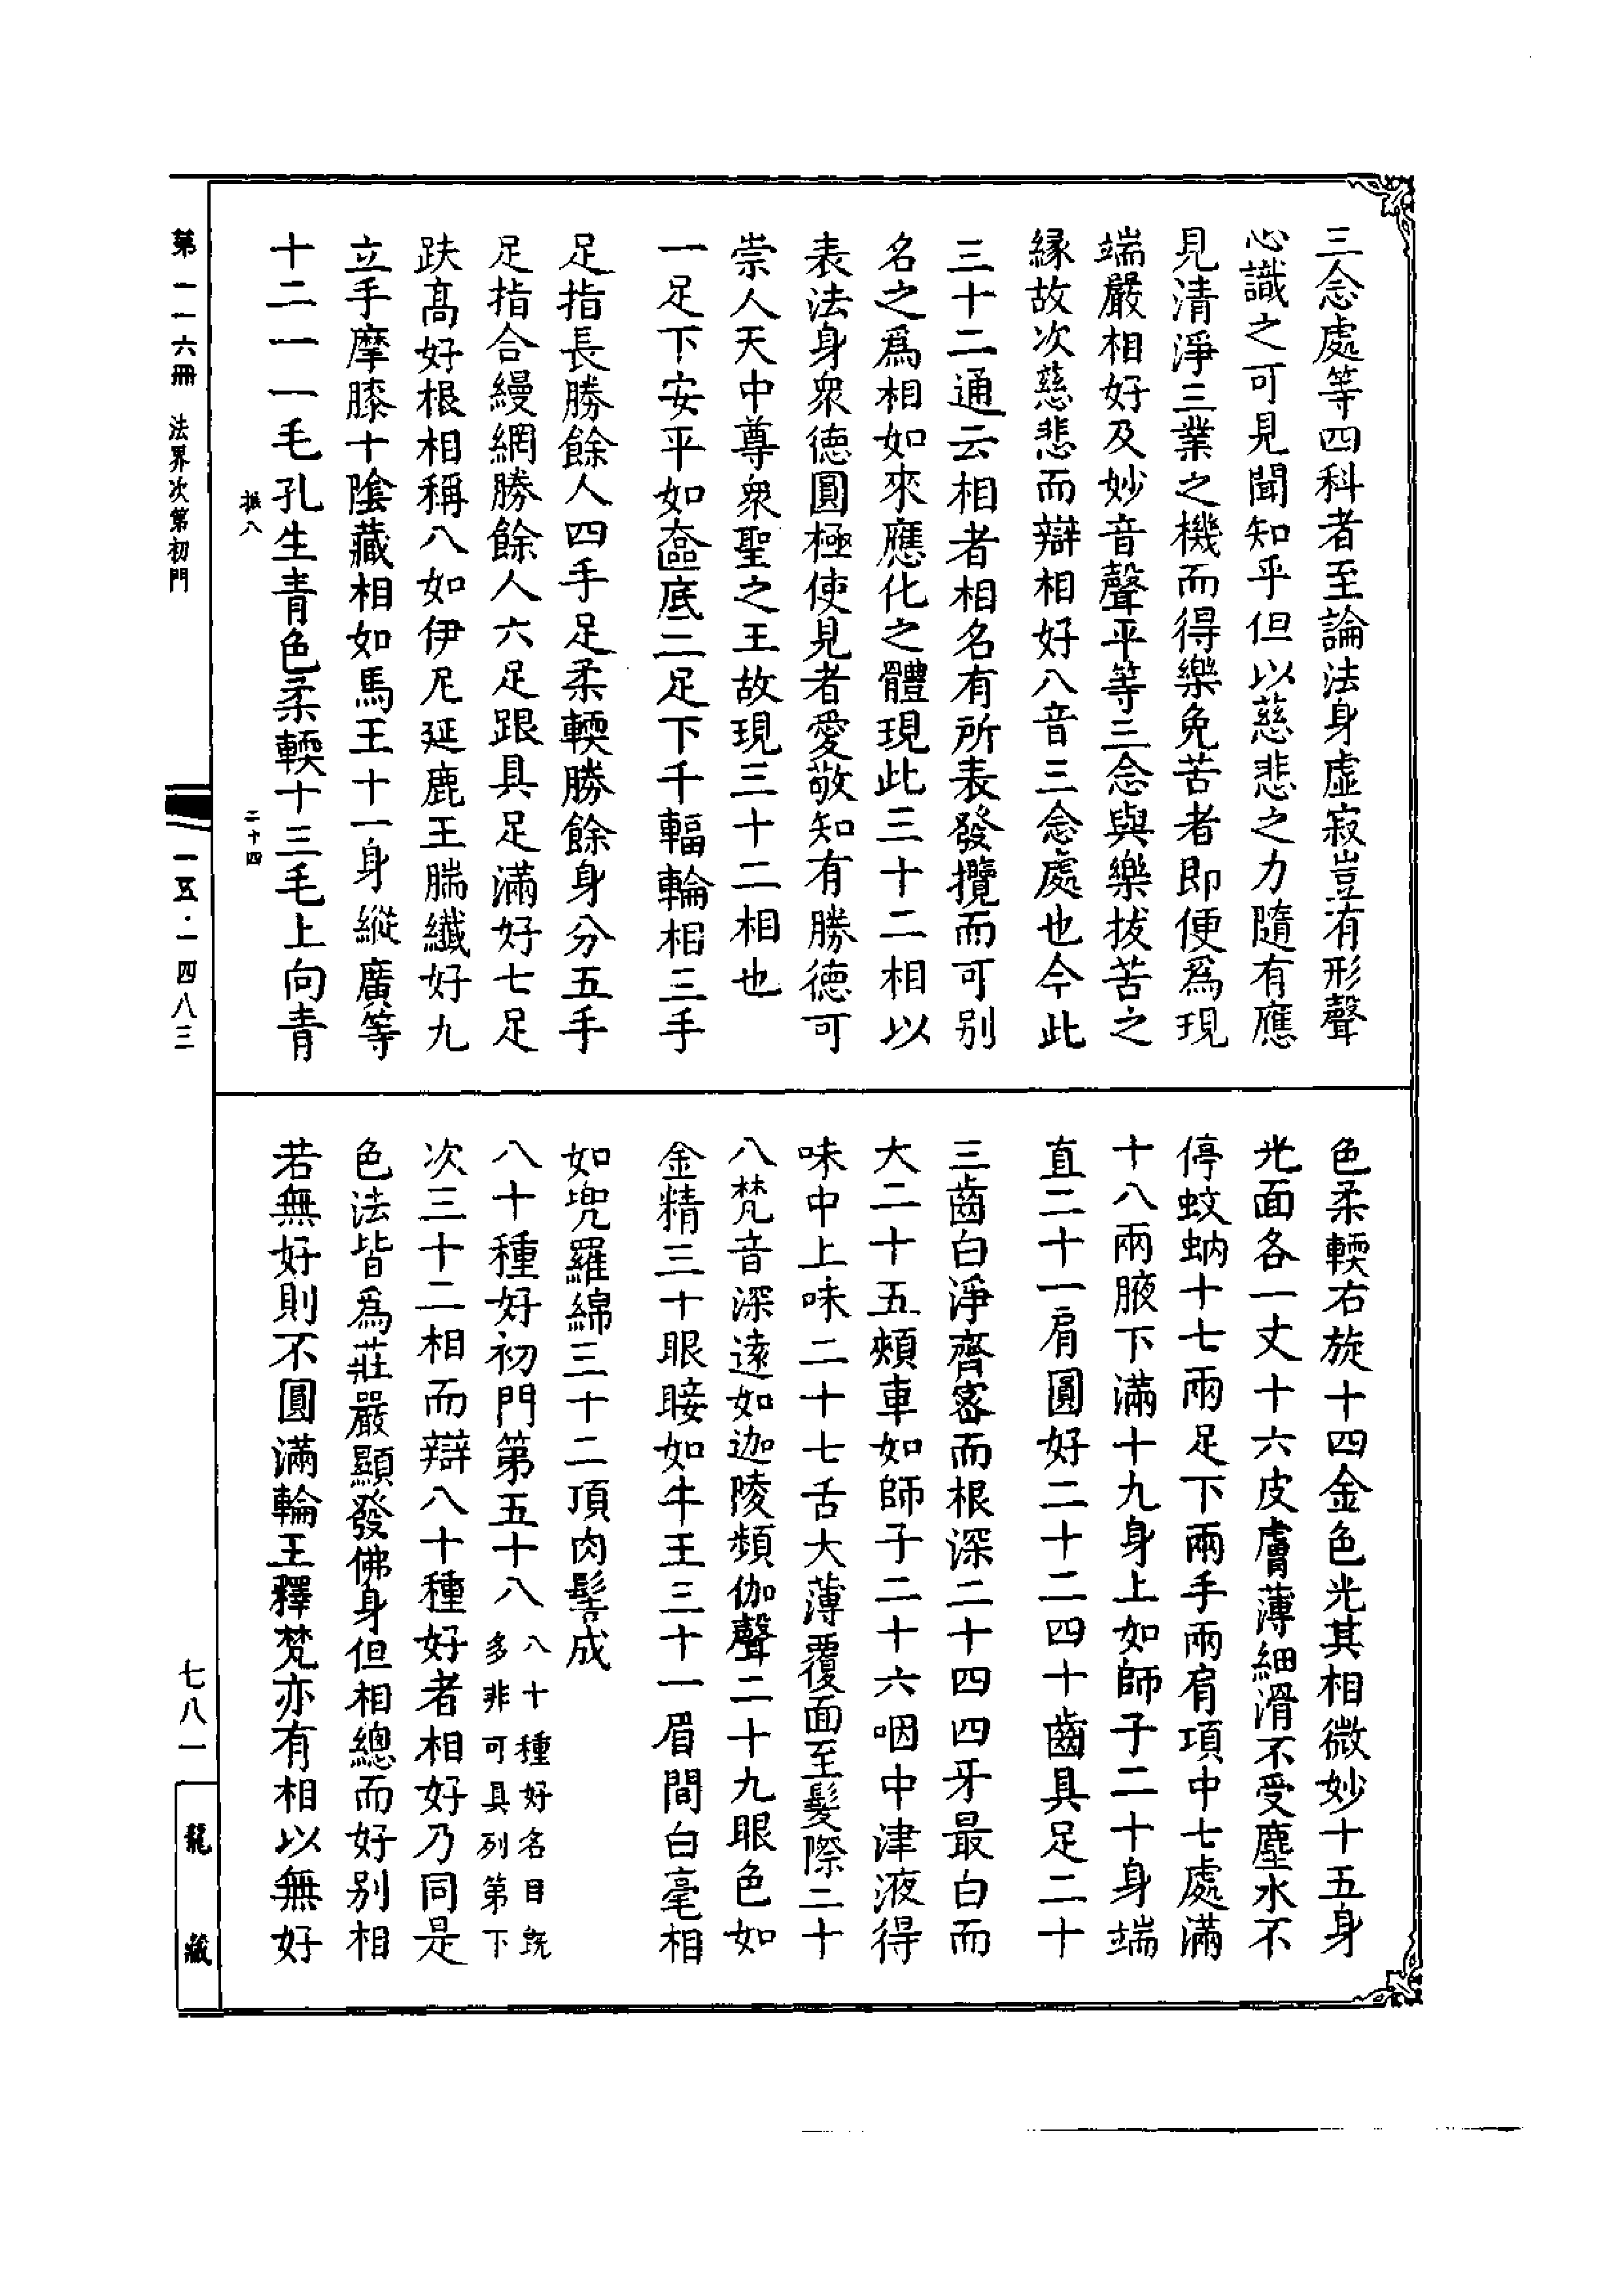 三念處等四科者至論法身虛寂豈有形聲
心識之可見聞知乎但以慈悲之力隨有應
見清淨三業之機而得樂免苦者即便爲現
端嚴相好及妙音聲平等三念與樂拔苦之
縁故次慈悲而辯相好八音三念處也今此
三十二通云相者相名有所表發攬而可别
名之爲相如來應化之體現此三十二相以
表法身衆德圓極使見者愛敬知有勝德可
崇人天中尊衆聖之王故現三十二相也
一足下安平如奩底二足下千輻輪相三手
足指長勝餘人四手足柔輭勝餘身分五手
足指合縵網勝餘人六足跟具足滿好七足
趺髙好根相稱八如伊尼延鹿王腨纖好九
立手摩膝十陰藏相如馬王十一身縱廣等
十二一一毛孔生青色柔輭十三毛上向青
色柔輭右旋十四金色光其相微妙十五身
光面各一丈十六皮膚薄細滑不受塵水不
停蚊蚋十七兩足下兩手兩肩項中七處滿
十八兩腋下滿十九身上如師子二十身端
直二十一肩圓好二十二四十齒具足二十
三齒白淨齊密而根深二十四四牙最白而
大二十五頰車如師子二十六咽中津液得
味中上味二十七舌大薄覆面至髮際二十
八梵音深遠如迦陵頻伽聲二十九眼色如
金精三十眼睫如牛王三十一眉間白毫相
如兜羅綿三十二頂肉髻成
八十種好初門第五十八 八十種好名目既
多非可具列第下
次三十二相而辯八十種好者相好乃同是
色法皆爲莊嚴顯發佛身但相總而好别相
若無好則不圓滿輪王釋梵亦有相以無好
振八
二十四
第一一六冊 法界次第初門
一五·一四八三
七八一
龍藏